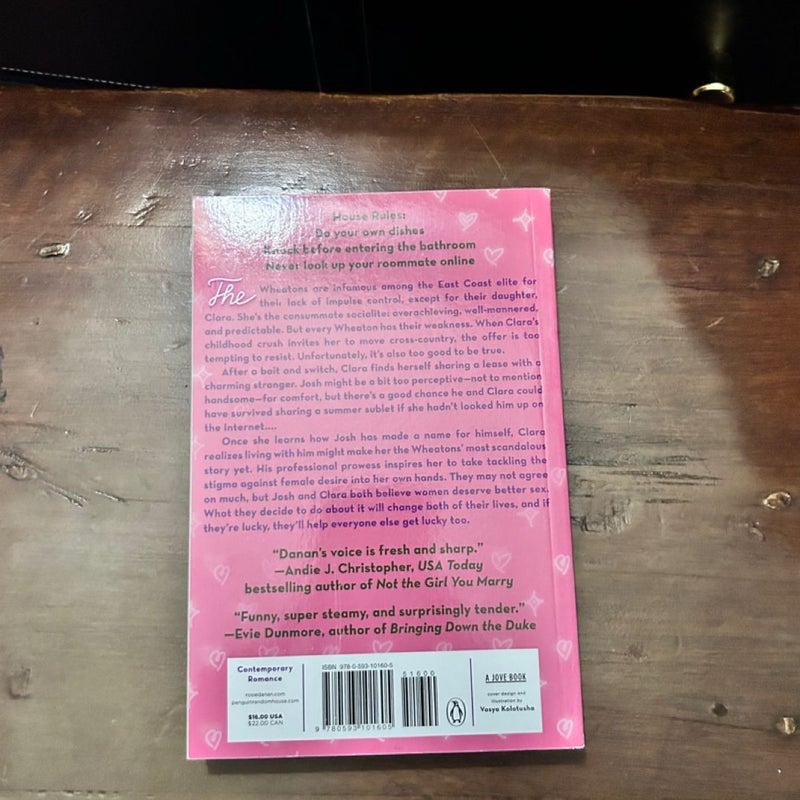 House Rules:
Do your own dishes
Knock before entering the bathroom
Never look up your roommate online
The Wheatons are infamous among the East Coast elite for
their lack of impulse control, except for their daughter,
Clara. She's the consummate socialite: overachieving, well-mannered,
and predictable. But every Wheaton has their weakness. When Clara's
childhood crush invites her to move cross-country, the offer is too
tempting to resist. Unfortunately, it's also too good to be true.
After a bait and switch, Clara finds herself sharing a lease with a
charming stranger. Josh might be a bit too perceptive—not to mention
handsome—for comfort, but there's a good chance he and Clara could
have survived sharing a summer sublet if she hadn't looked him up on
the Internet....
Once she learns how Josh has made a name for himself, Clara
realizes living with him might make her the Wheatons' most scandalous
story yet. His professional prowess inspires her to take tackling the
stigma against female desire into her own hands. They may not agree
on much, but Josh and Clara both believe women deserve better sex.
What they decide to do about it will change both of their lives, and if
they're lucky, they'll help everyone else get lucky too.
"Danan's voice is fresh and sharp."
—Andie J. Christopher, USA Today
bestselling author of Not the Girl You Marry
"Funny, super steamy, and surprisingly tender."
—Evie Dunmore, author of Bringing Down the Duke
Contemporary
Romance
rosiedanan.com
penguinrandomhouse.com
$16.00 USA
$22.00 CAN
ISBN 978-0-593-10160-5
51600
9 780593 101605
A JOVE BOOK
cover design and
illustration by
Vasya Kolotusha